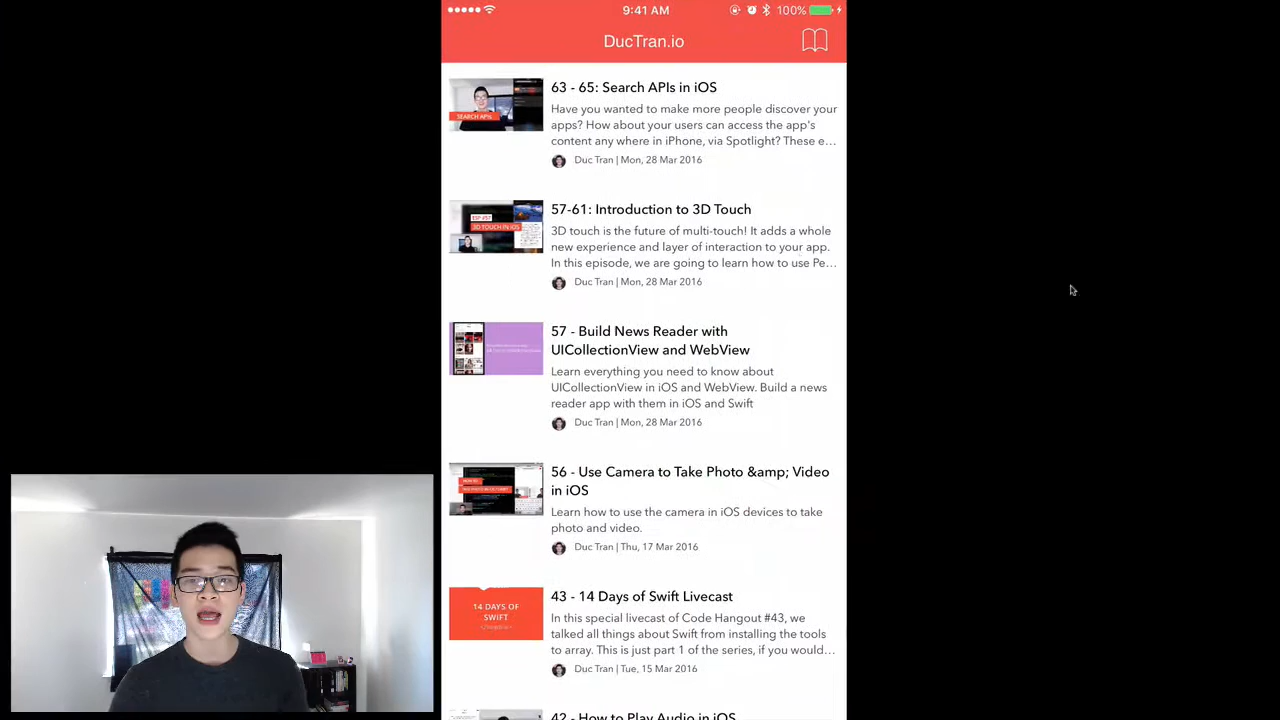 9:41 AM
100%
DucTran.io
63 - 65: Search APIs in iOS
Have you wanted to make more people discover your
apps? How about your users can access the app's
content any where in iPhone, via Spotlight? These e...
Duc Tran | Mon, 28 Mar 2016
SEARCH APIs
57-61: Introduction to 3D Touch
3D touch is the future of multi-touch! It adds a whole
new experience and layer of interaction to your app.
In this episode, we are going to learn how to use Pe...
Duc Tran | Mon, 28 Mar 2016
3D TOUCH IN iOS
57 - Build News Reader with
UICollectionView and WebView
Learn everything you need to know about
UICollectionView in iOS and WebView. Build a news
reader app with them in iOS and Swift
Duc Tran | Mon, 28 Mar 2016
56 - Use Camera to Take Photo &amp; Video
in iOS
Learn how to use the camera in iOS devices to take
photo and video.
Duc Tran | Thu, 17 Mar 2016
14 DAYS OF
SWIFT
43 - 14 Days of Swift Livecast
In this special livecast of Code Hangout #43, we
talked all things about Swift from installing the tools
to array. This is just part 1 of the series, if you would...
Duc Tran | Tue, 15 Mar 2016
42 - How to Play Audio in iOS